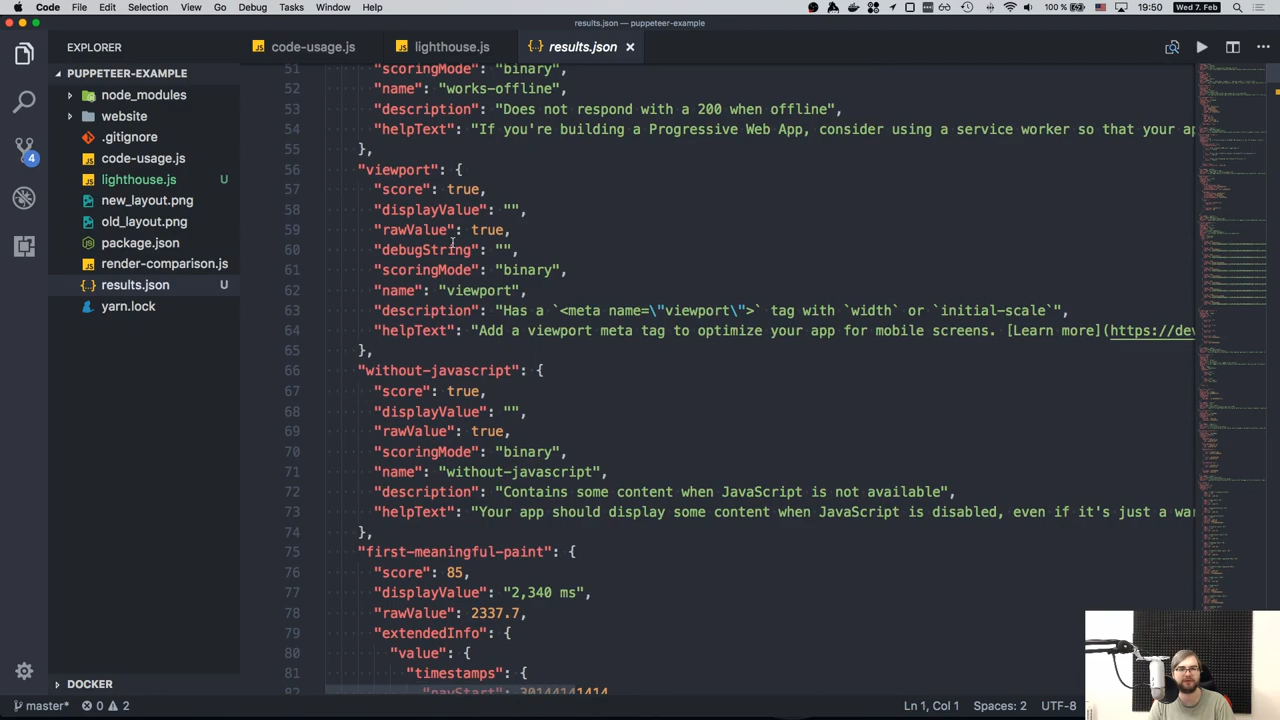 Code File Edit Selection View Go Debug Tasks Window Help 100 % 19:50 Wed 7. Feb
results.json — puppeteer-example
EXPLORER
code-usage.js
lighthouse.js
results.json
PUPPETEER-EXAMPLE
node_modules
website
.gitignore
code-usage.js
lighthouse.js U
new_layout.png
old_layout.png
package.json
render-comparison.js
results.json U
yarn.lock
4
51 "scoringMode": "binary",
52 "name": "works-offline",
53 "description": "Does not respond with a 200 when offline",
54 "helpText": "If you're building a Progressive Web App, consider using a service worker so that your ap
55 },
56 "viewport": {
57 "score": true,
58 "displayValue": "",
59 "rawValue": true,
60 "debugString": "",
61 "scoringMode": "binary",
62 "name": "viewport",
63 "description": "Has a `<meta name=\"viewport\">` tag with `width` or `initial-scale`",
64 "helpText": "Add a viewport meta tag to optimize your app for mobile screens. [Learn more](https://dev
65 },
66 "without-javascript": {
67 "score": true,
68 "displayValue": "",
69 "rawValue": true,
70 "scoringMode": "binary",
71 "name": "without-javascript",
72 "description": "Contains some content when JavaScript is not available",
73 "helpText": "Your app should display some content when JavaScript is disabled, even if it's just a war
74 },
75 "first-meaningful-paint": {
76 "score": 85,
77 "displayValue": "2,340 ms",
78 "rawValue": 2337.7,
79 "extendedInfo": {
80 "value": {
81 "timestamps": {
82 "navStart": 30144141414
DOCKER
master* 0 2
Ln 1, Col 1 Spaces: 2 UTF-8